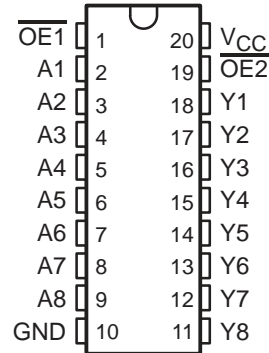 O̅E̅1̅ 1 20 VCC
A1 2 19 O̅E̅2̅
A2 3 18 Y1
A3 4 17 Y2
A4 5 16 Y3
A5 6 15 Y4
A6 7 14 Y5
A7 8 13 Y6
A8 9 12 Y7
GND 10 11 Y8